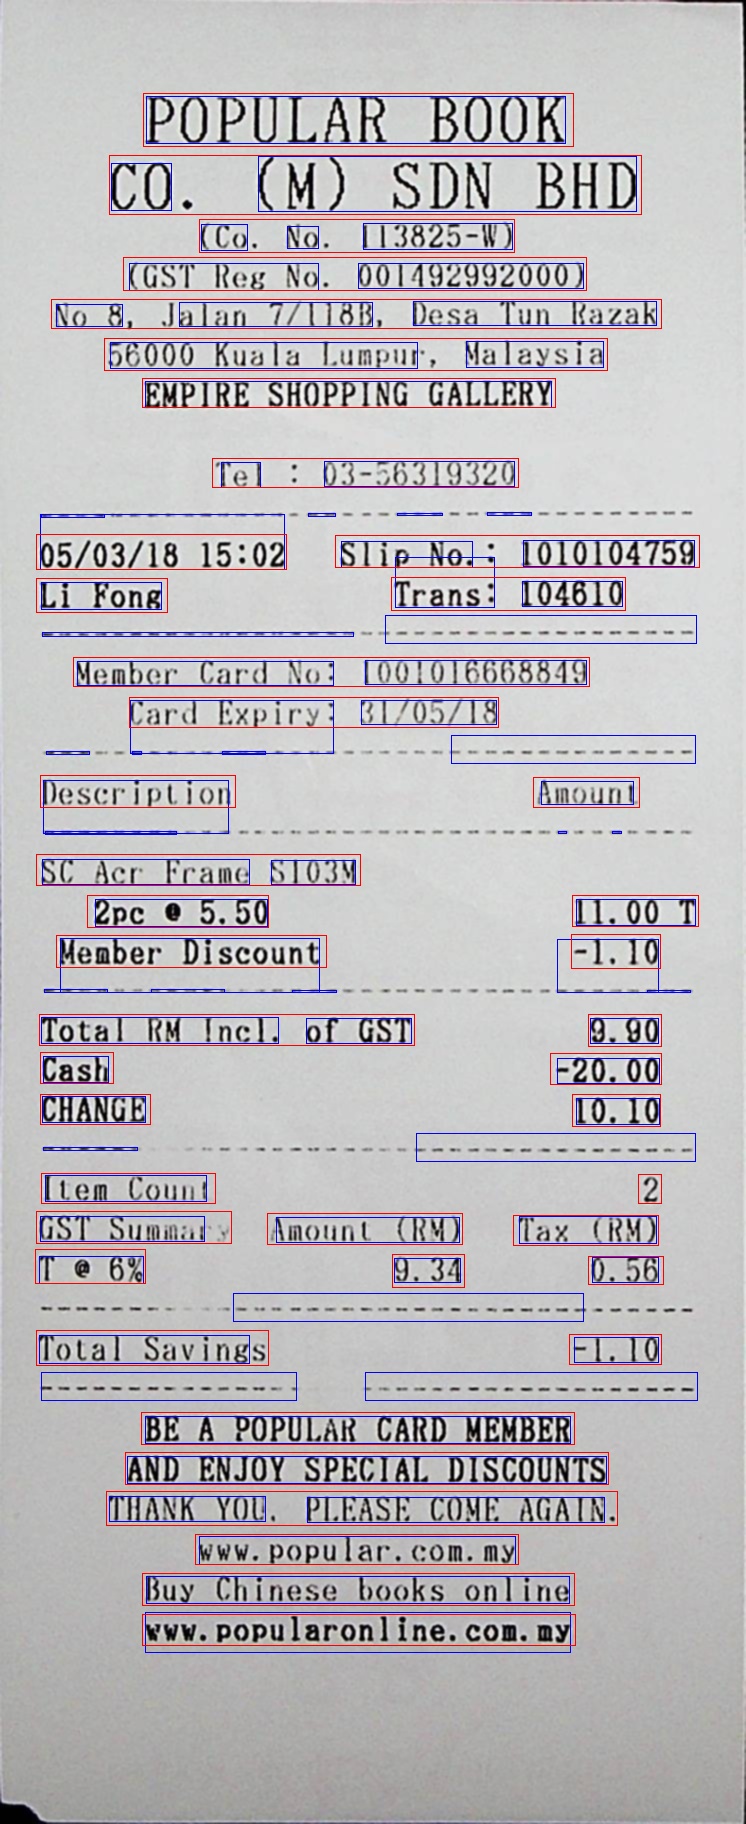 POPULAR BOOK
CO. (M) SDN BHD
(Co. No. 113825-W)
(GST Reg No. 001492992000)
No 8, Jalan 7/118B, Desa Tun Razak
56000 Kuala Lumpur, Malaysia
EMPIRE SHOPPING GALLERY
Tel : 03-56319320
05/03/18 15:02 Slip No.: 1010104759
Li Fong Trans: 104610
Member Card No: 1001016668849
Card Expiry: 31/05/18
Description Amount
SC Acr Frame S103M
2pc @ 5.50 11.00 T
Member Discount -1.10
Total RM Incl. of GST 9.90
Cash -20.00
CHANGE 10.10
Item Count 2
GST Summary Amount (RM) Tax (RM)
T @ 6% 9.34 0.56
Total Savings -1.10
BE A POPULAR CARD MEMBER
AND ENJOY SPECIAL DISCOUNTS
THANK YOU. PLEASE COME AGAIN.
www.popular.com.my
Buy Chinese books online
www.popularonline.com.my